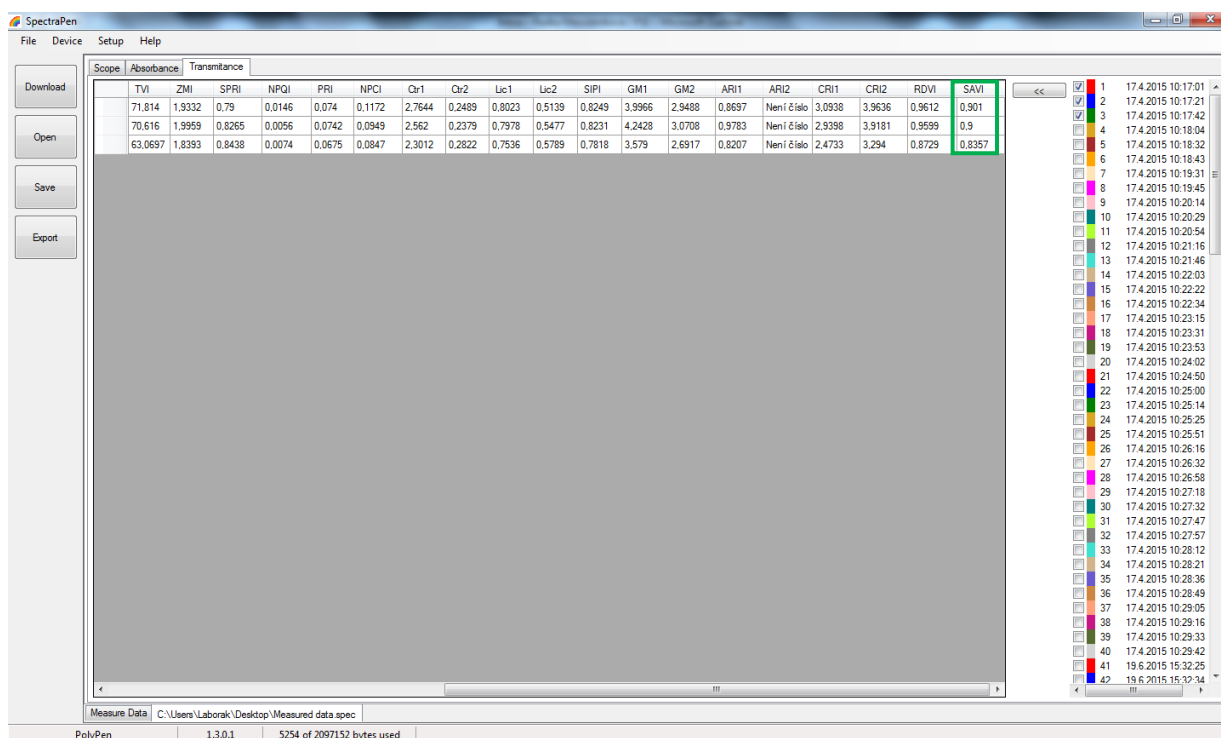 SpectraPen
File Device Setup Help
Scope Absorbance Transmitance
Download
Open
Save
Export
TVI ZMI SPRI NPQI PRI NPCI Ctr1 Ctr2 Lic1 Lic2 SIPI GM1 GM2 ARI1 ARI2 CRI1 CRI2 RDVI SAVI
71,814 1,9332 0,79 0,0146 0,074 0,1172 2,7644 0,2489 0,8023 0,5139 0,8249 3,9966 2,9488 0,8697 Není číslo 3,0938 3,9636 0,9612 0,901
70,616 1,9959 0,8265 0,0056 0,0742 0,0949 2,562 0,2379 0,7978 0,5477 0,8231 4,2428 3,0708 0,9783 Není číslo 2,9398 3,9181 0,9599 0,9
63,0697 1,8393 0,8438 0,0074 0,0675 0,0847 2,3012 0,2822 0,7536 0,5789 0,7818 3,579 2,6917 0,8207 Není číslo 2,4733 3,294 0,8729 0,8357
<<
1 17.4.2015 10:17:01
2 17.4.2015 10:17:21
3 17.4.2015 10:17:42
4 17.4.2015 10:18:04
5 17.4.2015 10:18:32
6 17.4.2015 10:18:43
7 17.4.2015 10:19:31
8 17.4.2015 10:19:45
9 17.4.2015 10:20:14
10 17.4.2015 10:20:29
11 17.4.2015 10:20:54
12 17.4.2015 10:21:16
13 17.4.2015 10:21:46
14 17.4.2015 10:22:03
15 17.4.2015 10:22:22
16 17.4.2015 10:22:34
17 17.4.2015 10:23:15
18 17.4.2015 10:23:31
19 17.4.2015 10:23:53
20 17.4.2015 10:24:02
21 17.4.2015 10:24:50
22 17.4.2015 10:25:00
23 17.4.2015 10:25:14
24 17.4.2015 10:25:25
25 17.4.2015 10:25:51
26 17.4.2015 10:26:16
27 17.4.2015 10:26:32
28 17.4.2015 10:26:58
29 17.4.2015 10:27:18
30 17.4.2015 10:27:32
31 17.4.2015 10:27:47
32 17.4.2015 10:27:57
33 17.4.2015 10:28:12
34 17.4.2015 10:28:21
35 17.4.2015 10:28:36
36 17.4.2015 10:28:49
37 17.4.2015 10:29:05
38 17.4.2015 10:29:16
39 17.4.2015 10:29:33
40 17.4.2015 10:29:42
41 19.6.2015 15:32:25
42 19.6.2015 15:32:34
Measure Data C:\Users\Laborak\Desktop\Measured data.spec
PolyPen 1.3.0.1 5254 of 2097152 bytes used